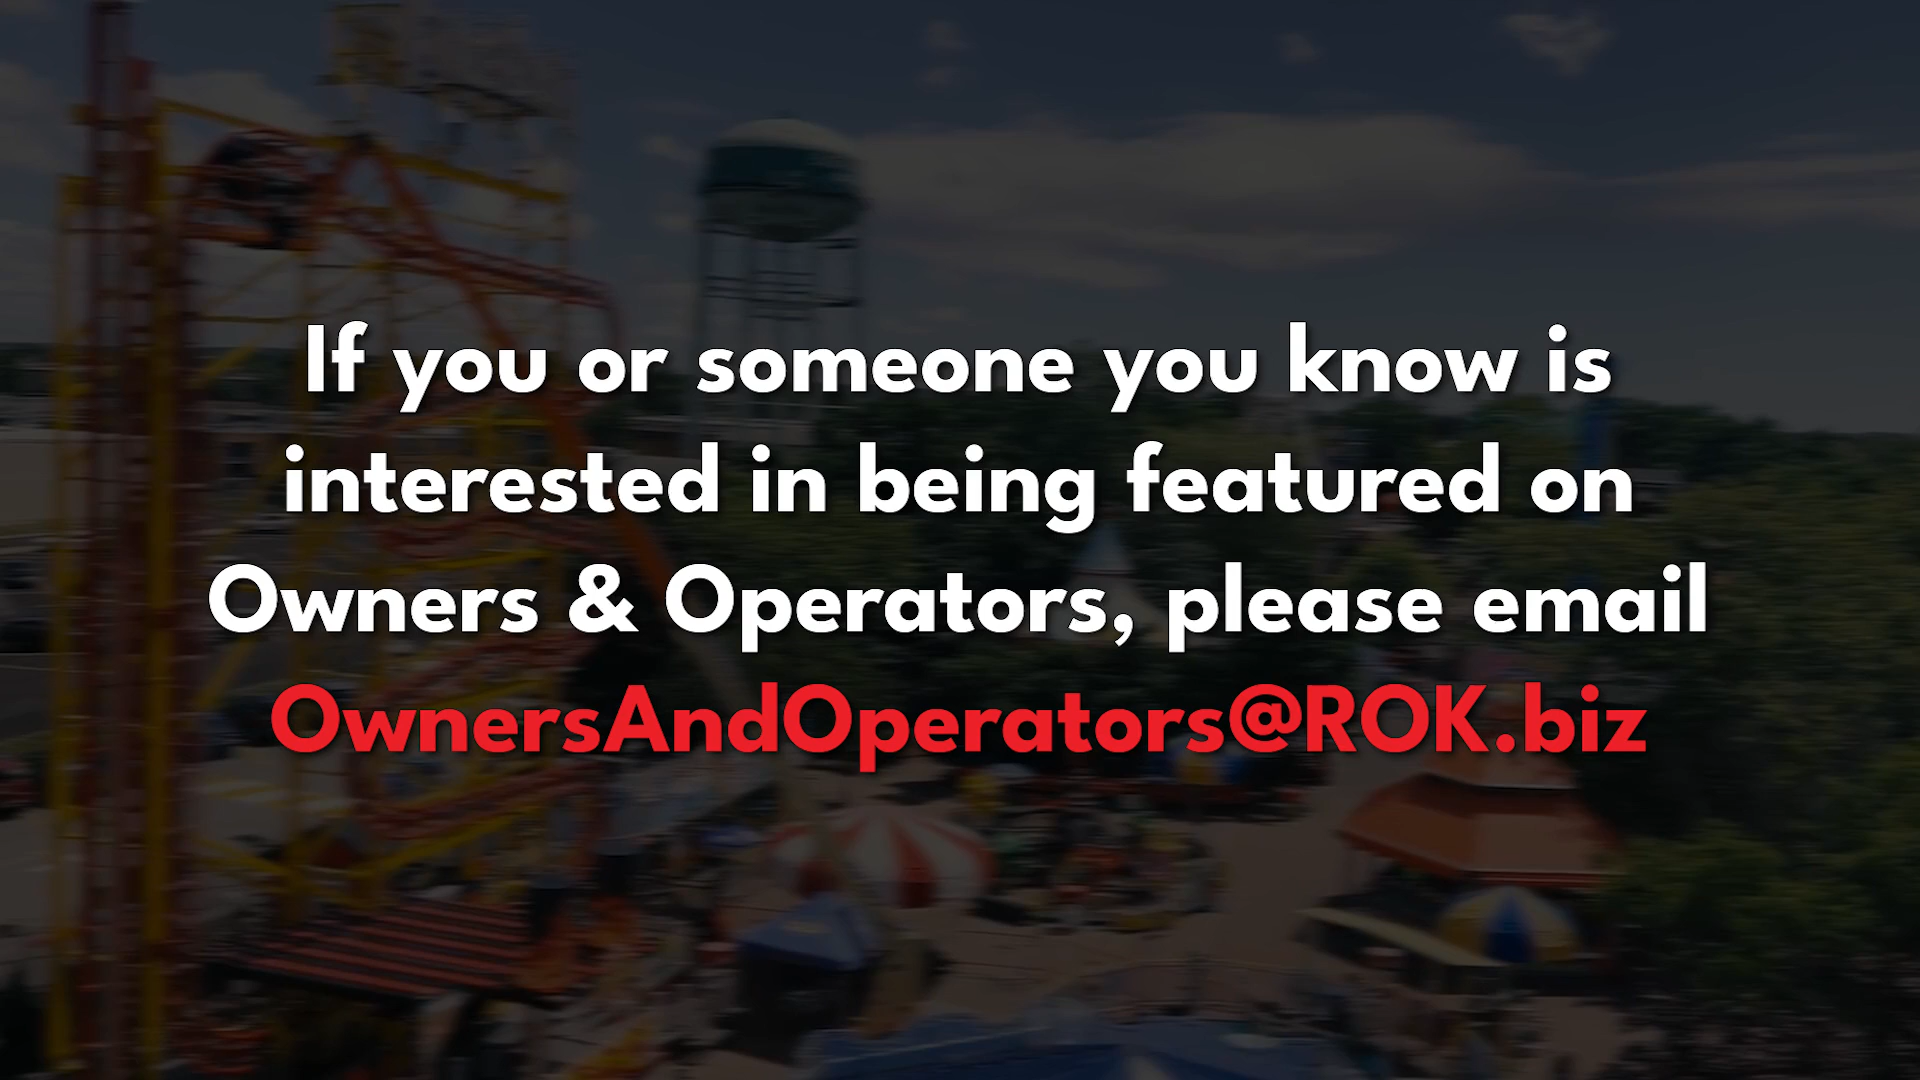 If you or someone you know is
interested in being featured on
Owners & Operators, please email
OwnersAndOperators@ROK.biz